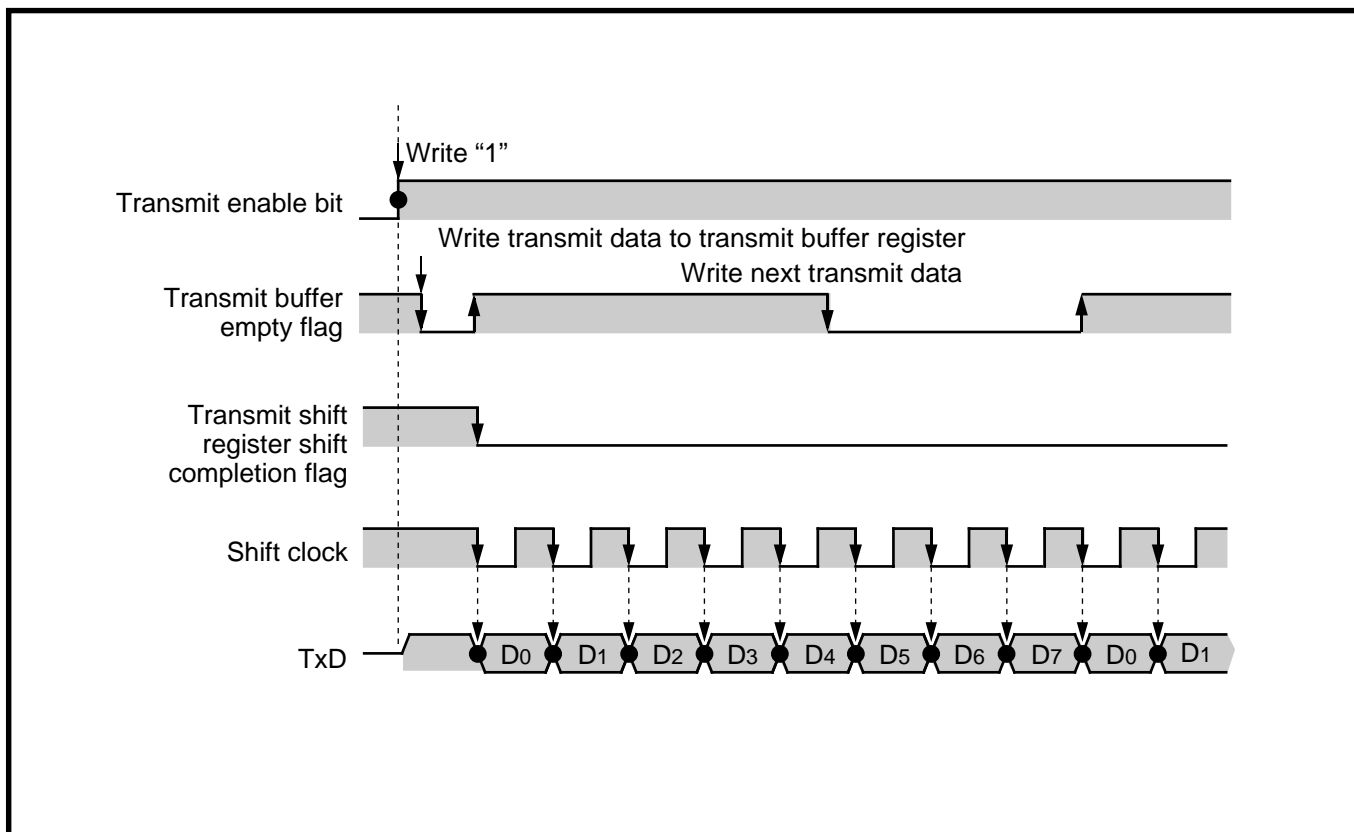 Write “1”
Transmit enable bit
Write transmit data to transmit buffer register
Write next transmit data
Transmit buffer
empty flag
Transmit shift
register shift
completion flag
Shift clock
TxD
D0 D1 D2 D3 D4 D5 D6 D7 D0 D1